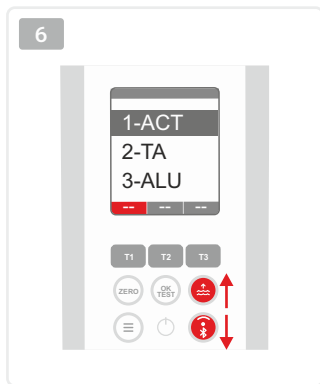 6
1-ACT
2-TA
3-ALU
-- -- --
T1 T2 T3
ZERO OK TEST